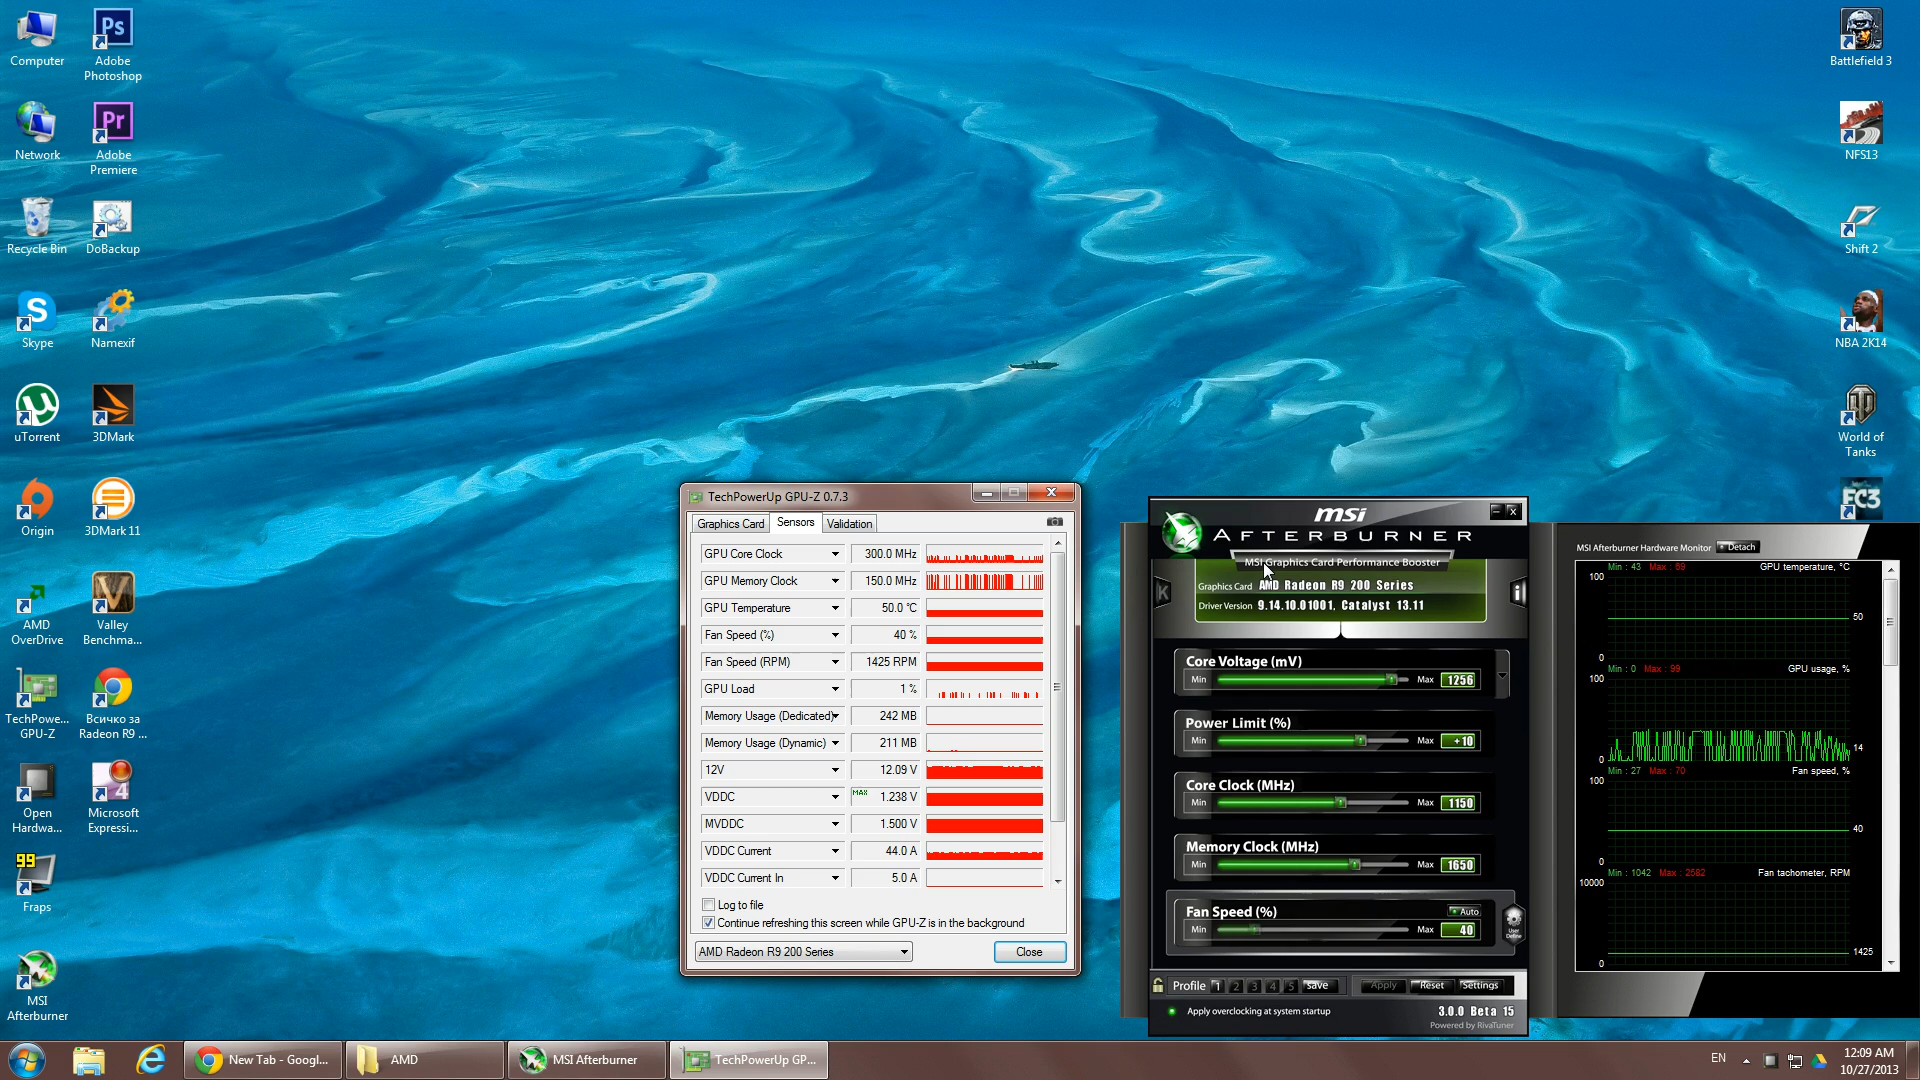 Computer
Adobe
Photoshop
Network
Adobe
Premiere
Recycle Bin
DoBackup
Skype
Namexif
uTorrent
3DMark
Origin
3DMark 11
AMD
OverDrive
Valley
Benchma...
TechPowe...
GPU-Z
Всичко за
Radeon R9 ...
Open
Hardwa...
Microsoft
Expressi...
99
Fraps
MSI
Afterburner
Battlefield 3
NFS13
Shift 2
NBA 2K14
World of
Tanks
FC3
TechPowerUp GPU-Z 0.7.3
Graphics Card
Sensors
Validation
GPU Core Clock 300.0 MHz
GPU Memory Clock 150.0 MHz
GPU Temperature 50.0 °C
Fan Speed (%) 40 %
Fan Speed (RPM) 1425 RPM
GPU Load 1 %
Memory Usage (Dedicated) 242 MB
Memory Usage (Dynamic) 211 MB
12V 12.09 V
VDDC MAX 1.238 V
MVDDC 1.500 V
VDDC Current 44.0 A
VDDC Current In 5.0 A
Log to file
Continue refreshing this screen while GPU-Z is in the background
AMD Radeon R9 200 Series
Close
msi
AFTERBURNER
MSI Graphics Card Performance Booster
K
i
Graphics Card AMD Radeon R9 200 Series
Driver Version 9.14.10.01001, Catalyst 13.11
Core Voltage (mV)
Min Max 1256
Power Limit (%)
Min Max +10
Core Clock (MHz)
Min Max 1150
Memory Clock (MHz)
Min Max 1650
Fan Speed (%) Auto
Min Max 40
User
Define
Profile 1 2 3 4 5 save Apply Reset Settings
Apply overclocking at system startup
3.0.0 Beta 15
Powered by RivaTuner
MSI Afterburner Hardware Monitor Detach
Min : 43 Max : 69 GPU temperature, °C
100
50
0
Min : 0 Max : 99 GPU usage, %
100
14
0
Min : 27 Max : 70 Fan speed, %
100
40
0
Min : 1042 Max : 2582 Fan tachometer, RPM
10000
1425
0
New Tab - Googl...
AMD
MSI Afterburner
TechPowerUp GP...
EN
12:09 AM
10/27/2013